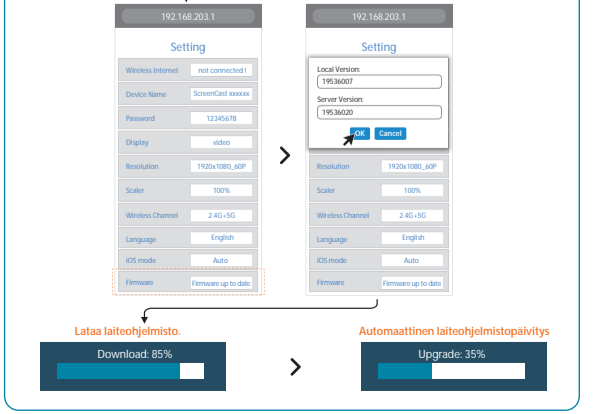 192.168.203.1
Setting
Wireless Internet not connected !
Device Name ScreenCast xxxxxx
Password 12345678
Display video
Resolution 1920x1080_60P
Scaler 100%
Wireless Channel 2.4G+5G
Language English
iOS mode Auto
Firmware Firmware up to date
192.168.203.1
Setting
Local Version:
19536007
Server Version:
19536020
OK Cancel
Resolution 1920x1080_60P
Scaler 100%
Wireless Channel 2.4G+5G
Language English
iOS mode Auto
Firmware Firmware up to date
Lataa laiteohjelmisto.
Download: 85%
Automaattinen laiteohjelmistopäivitys
Upgrade: 35%